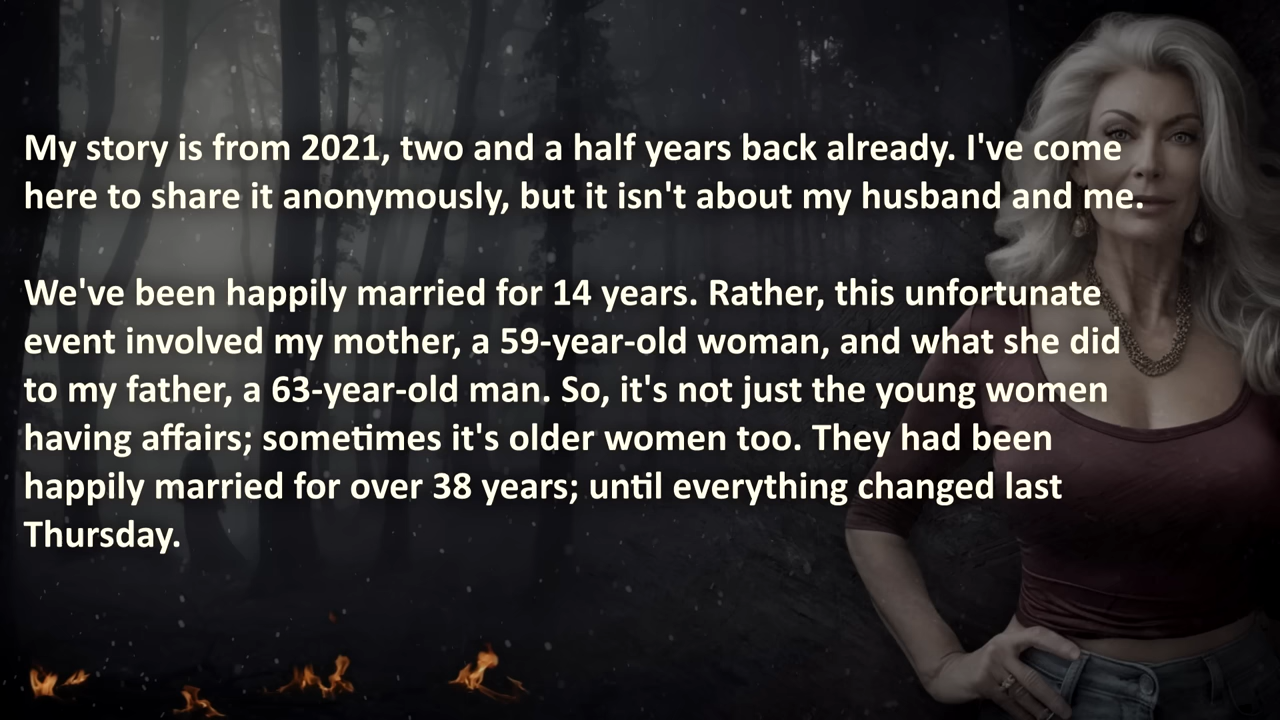 My story is from 2021, two and a half years back already. I've come
here to share it anonymously, but it isn't about my husband and me.
We've been happily married for 14 years. Rather, this unfortunate
event involved my mother, a 59-year-old woman, and what she did
to my father, a 63-year-old man. So, it's not just the young women
having affairs; sometimes it's older women too. They had been
happily married for over 38 years; until everything changed last
Thursday.